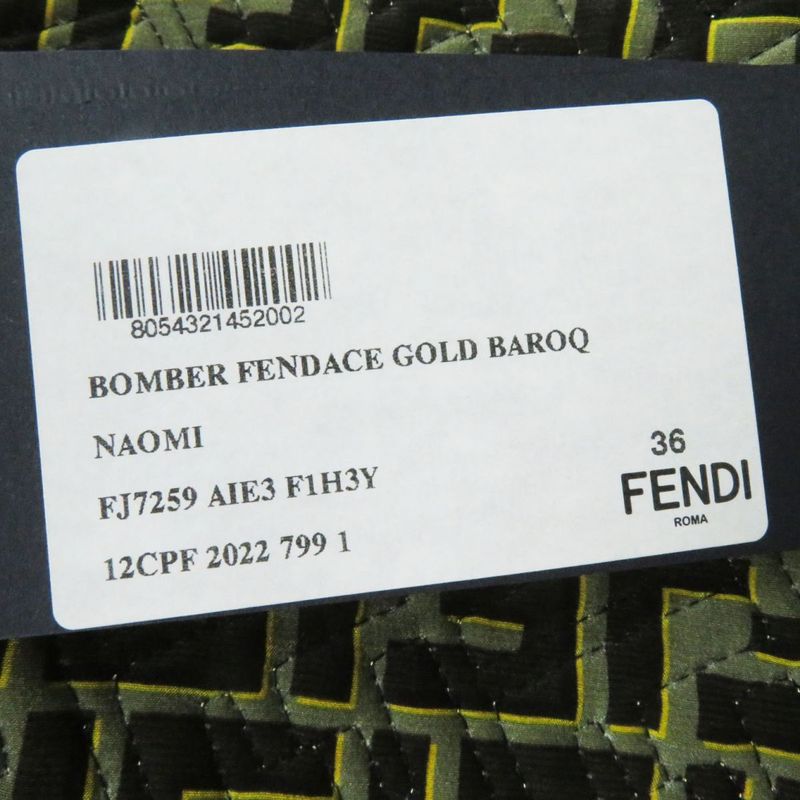 8054321452002
BOMBER FENDACE GOLD BAROQ
NAOMI
FJ7259 AIE3 F1H3Y
12CPF 2022 799 1
36
FENDI
ROMA